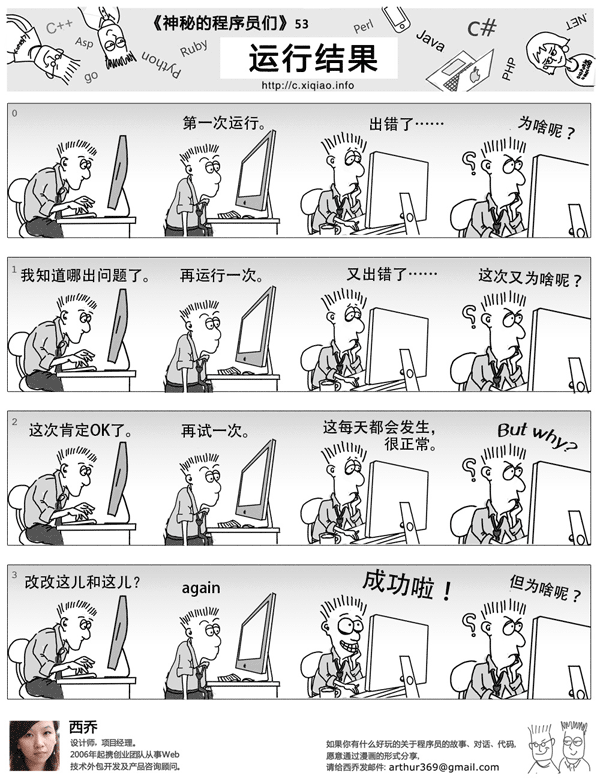 《神秘的程序员们》53
运行结果
http://c.xiqiao.info
C++
Asp
go
python
Ruby
Perl
Java
C#
PHP
.NET
0
第一次运行。
出错了……
为啥呢？
1
我知道哪出问题了。
再运行一次。
又出错了……
这次又为啥呢？
2
这次肯定OK了。
再试一次。
这每天都会发生，
很正常。
But why?
3
改改这儿和这儿？
again
成功啦！
但为啥呢？
西乔
设计师，项目经理。
2006年起携创业团队从事Web
技术外包开发及产品咨询顾问。
如果你有什么好玩的关于程序员的故事、对话、代码，
愿意通过漫画的形式分享，
请给西乔发邮件: arthur369@gmail.com